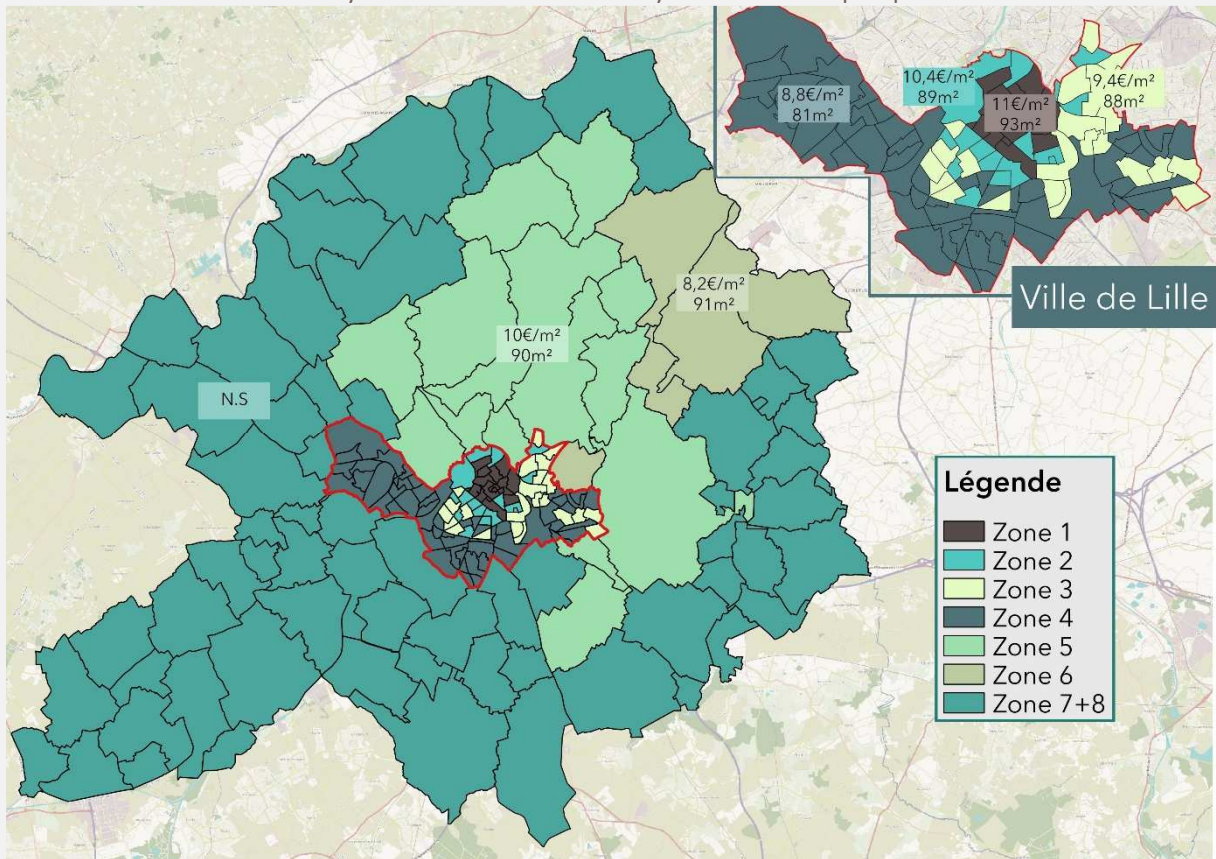 10,4€/m²
89m²
9,4€/m²
88m²
8,8€/m²
81m²
11€/m²
93m²
Ville de Lille
8,2€/m²
91m²
10€/m²
90m²
N.S
Légende
Zone 1
Zone 2
Zone 3
Zone 4
Zone 5
Zone 6
Zone 7+8